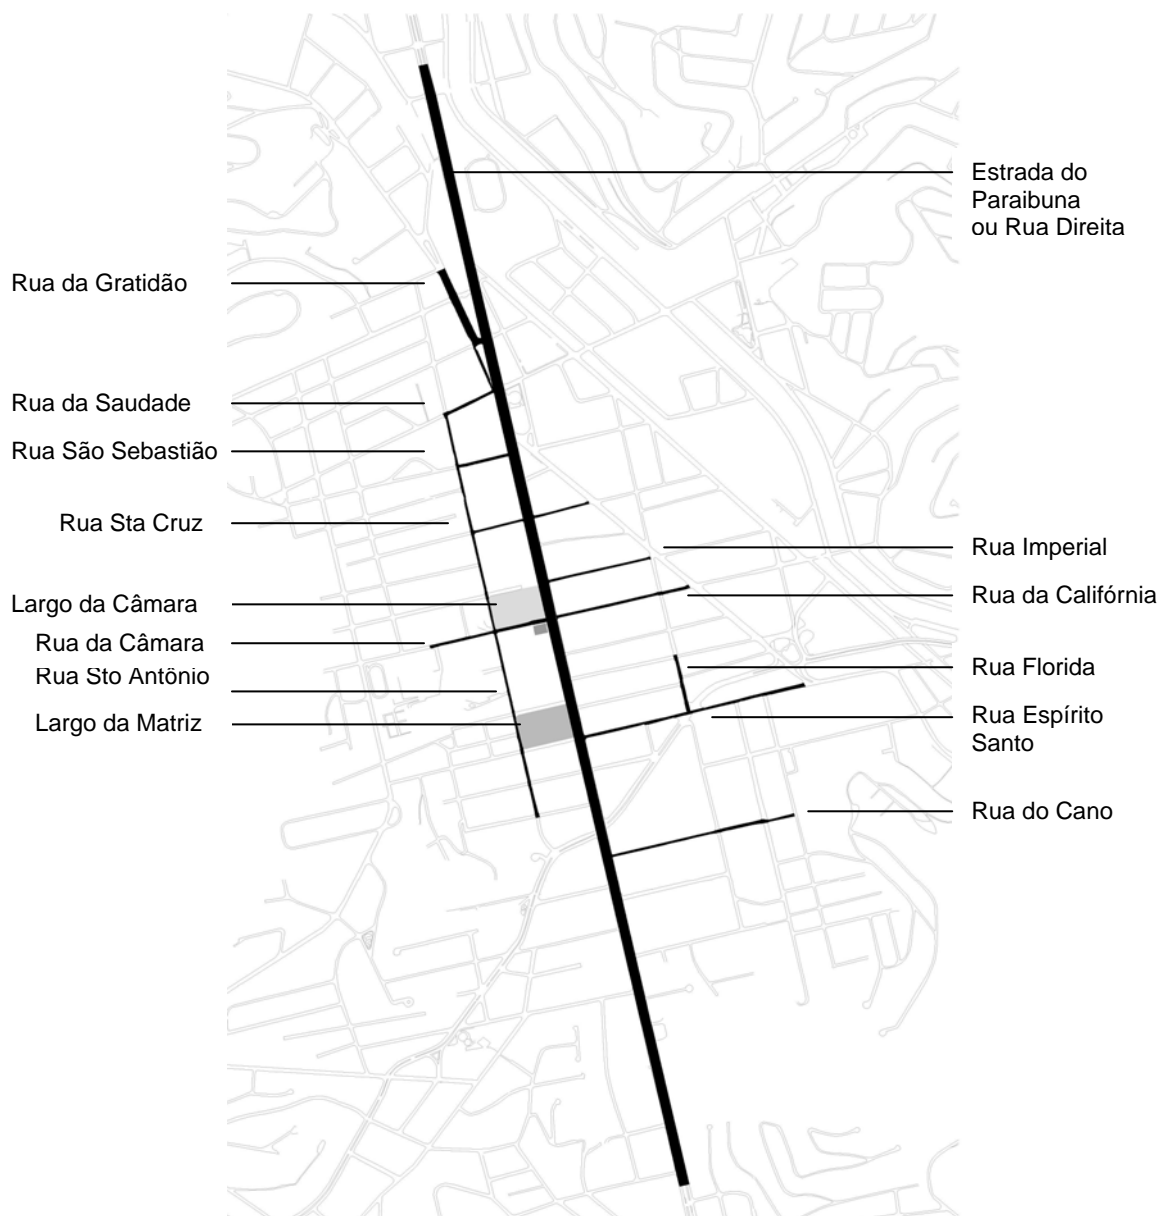 Estrada do
Paraibuna
ou Rua Direita
Rua da Gratidão
Rua da Saudade
Rua São Sebastião
Rua Sta Cruz
Rua Imperial
Largo da Câmara
Rua da Califórnia
Rua da Câmara
Rua Sto Antônio
Rua Florida
Largo da Matriz
Rua Espírito
Santo
Rua do Cano